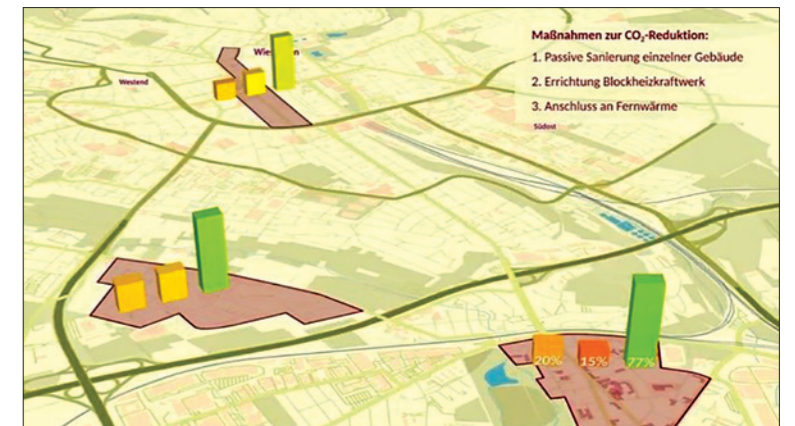 Maßnahmen zur CO₂-Reduktion:
1. Passive Sanierung einzelner Gebäude
2. Errichtung Blockheizkraftwerk
3. Anschluss an Fernwärme
Südost
Westend
20% 15% 77%